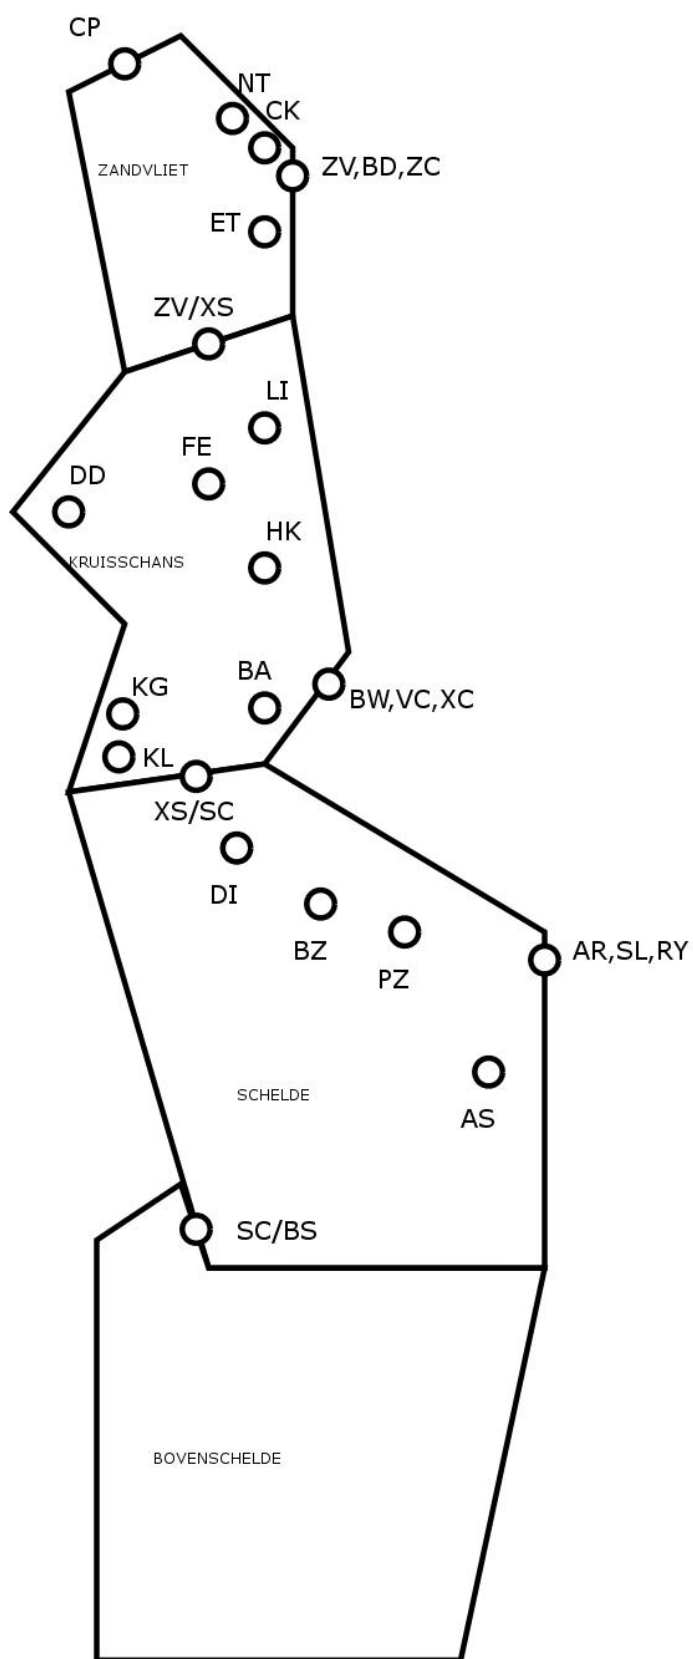 CP
NT
CK
ZV,BD,ZC
ZANDVLIET
ET
ZV/XS
LI
FE
DD
HK
KRUISSCHANS
BA
KG
BW,VC,XC
KL
XS/SC
DI
BZ
AR,SL,RY
PZ
SCHELDE
AS
SC/BS
BOVENSCHELDE